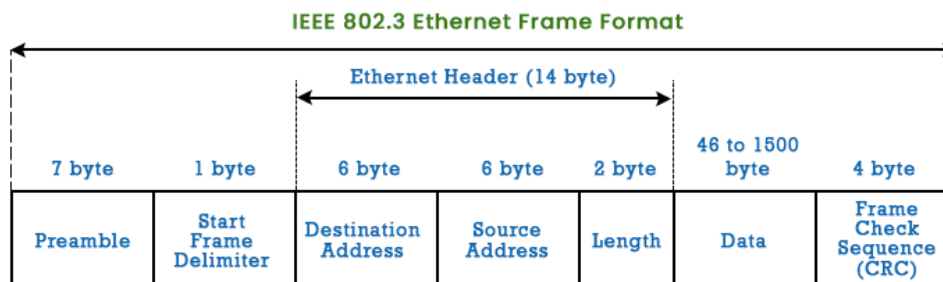 IEEE 802.3 Ethernet Frame Format
Ethernet Header (14 byte)
7 byte
1 byte
6 byte
6 byte
2 byte
46 to 1500
byte
4 byte
Preamble
Start
Frame
Delimiter
Destination
Address
Source
Address
Length
Data
Frame
Check
Sequence
(CRC)